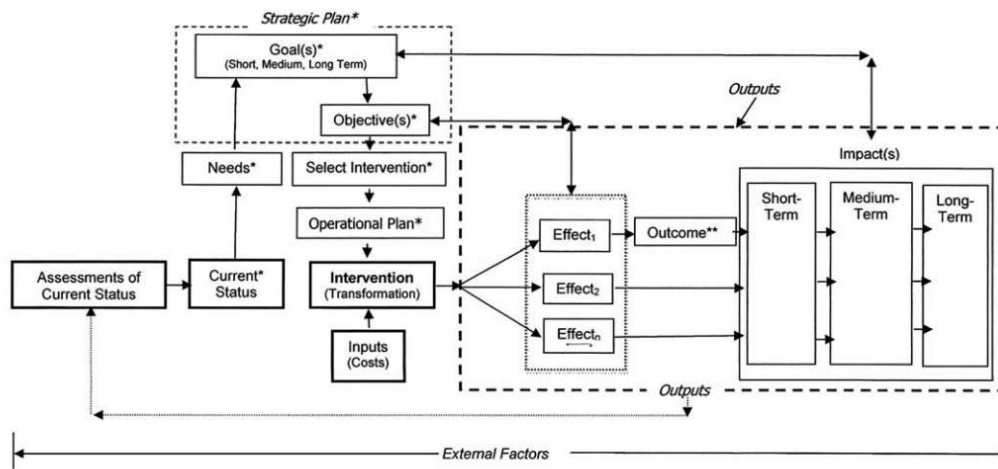 Strategic Plan*
Goal(s)*
(Short, Medium, Long Term)
Objective(s)*
Needs*
Select Intervention*
Operational Plan*
Assessments of
Current Status
Current*
Status
Intervention
(Transformation)
Inputs
(Costs)
Outputs
Impact(s)
Effect₁
Outcome**
Effect₂
Effectₙ
Short-
Term
Medium-
Term
Long-
Term
Outputs
External Factors